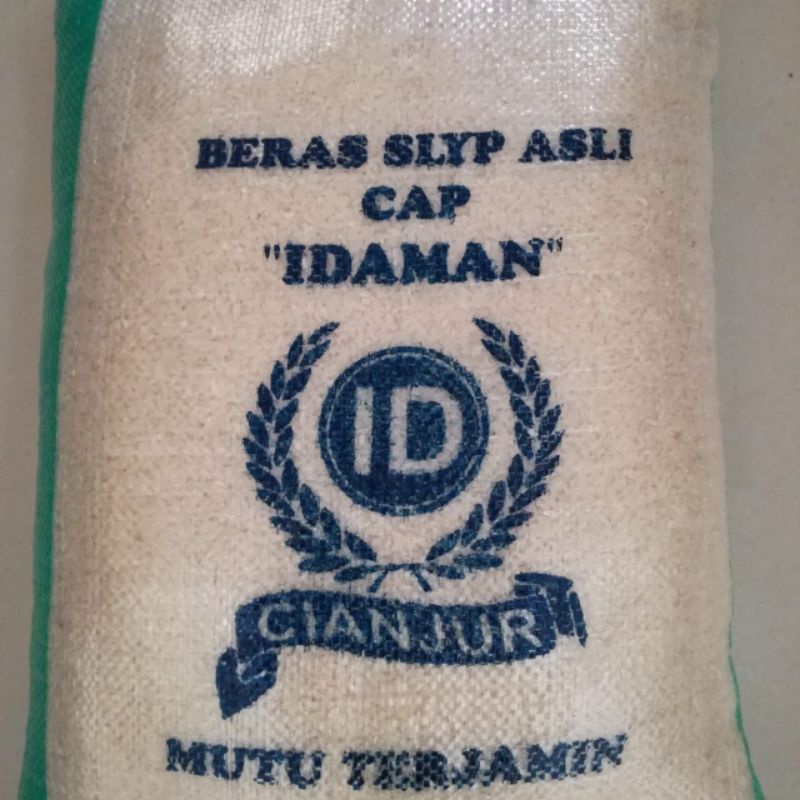 BERAS SLYP ASLI
CAP
"IDAMAN"
ID
CIANJUR
MUTU TERJAMIN